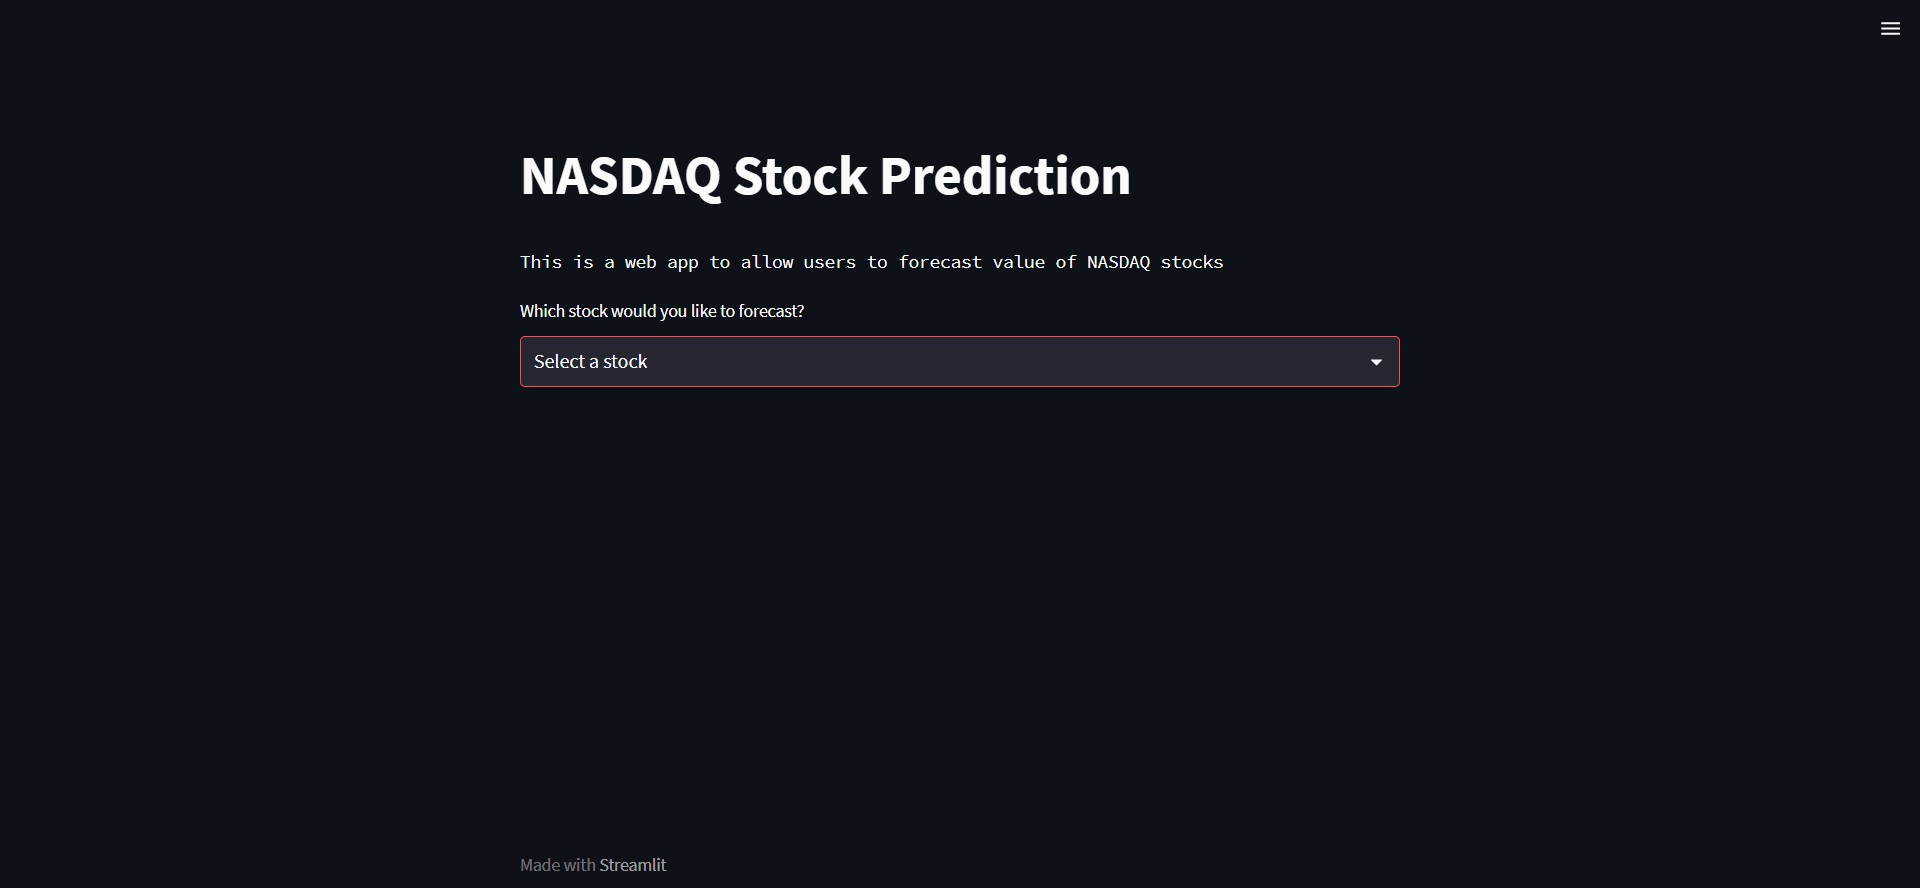 NASDAQ Stock Prediction
This is a web app to allow users to forecast value of NASDAQ stocks
Which stock would you like to forecast?
Select a stock
Made with Streamlit